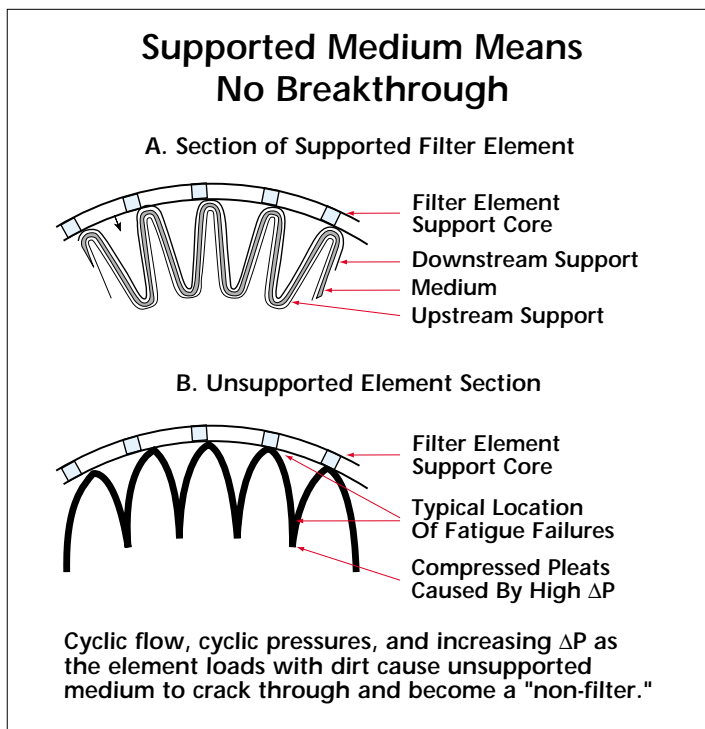 Supported Medium Means
No Breakthrough
A. Section of Supported Filter Element
Filter Element
Support Core
Downstream Support
Medium
Upstream Support
B. Unsupported Element Section
Filter Element
Support Core
Typical Location
Of Fatigue Failures
Compressed Pleats
Caused By High ΔP
Cyclic flow, cyclic pressures, and increasing ΔP as
the element loads with dirt cause unsupported
medium to crack through and become a "non-filter."